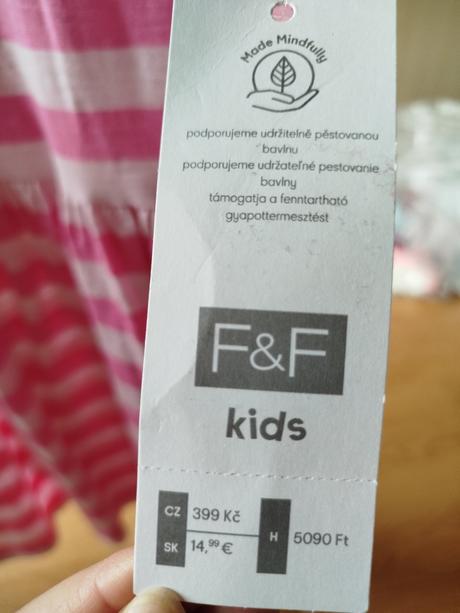 Made Mindfully
podporujeme udržitelně pěstovanou
bavlnu
podporujeme udržateľné pestovanie
bavlny
támogatja a fenntartható
gyapottermesztést
F&F
kids
CZ 399 Kč
SK 14,99 €
H 5090 Ft